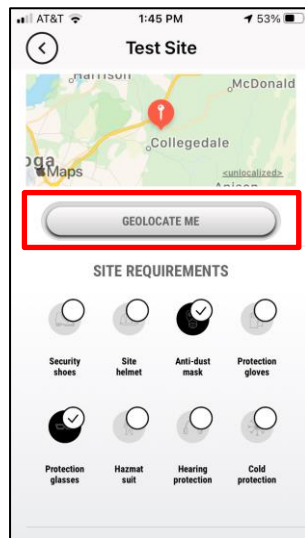 AT&T 1:45 PM 53%
Test Site
Harrison
McDonald
Collegedale
oga
Maps
<unlocalized>
GEOLOCATE ME
SITE REQUIREMENTS
Security shoes
Site helmet
Anti-dust mask
Protection gloves
Protection glasses
Hazmat suit
Hearing protection
Cold protection